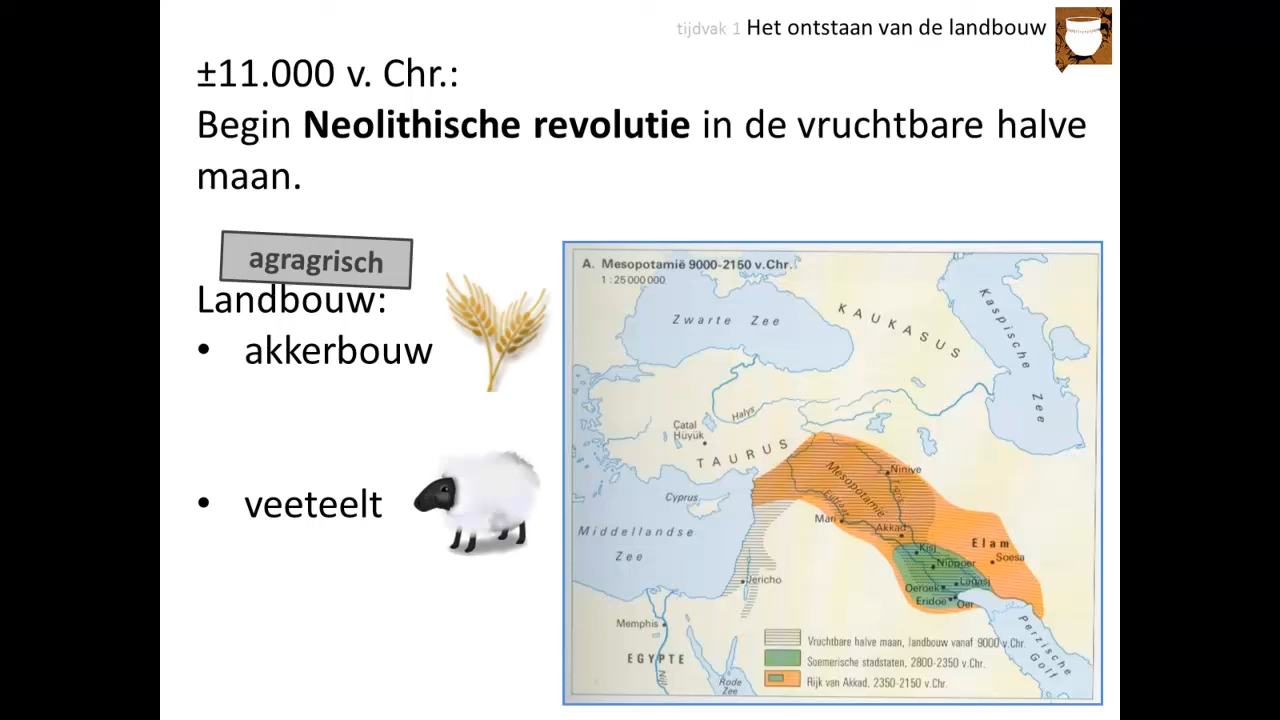 tijdvak 1 Het ontstaan van de landbouw
±11.000 v. Chr.:
Begin Neolithische revolutie in de vruchtbare halve
maan.
agragrisch
Landbouw:
• akkerbouw
• veeteelt
A. Mesopotamië 9000-2150 v.Chr.
1 : 25 000 000
Zwarte Zee
KAUKASUS
Kaspische
Zee
Halys
Çatal
Hüyük
TAURUS
Ninive
Mesopotamie
Tigris
Eufraat
Cyprus
Mari
Akkad
Middellandse
Zee
Elam
Kisj
Soesa
Nippoer
Jericho
Lagasj
Oeroek
Eridoe
Oer
Memphis
Perzische
Golf
EGYPTE
Nijl
Rode
Zee
Vruchtbare halve maan, landbouw vanaf 9000 v.Chr.
Soemerische stadstaten, 2800-2350 v.Chr.
Rijk van Akkad, 2350-2150 v.Chr.